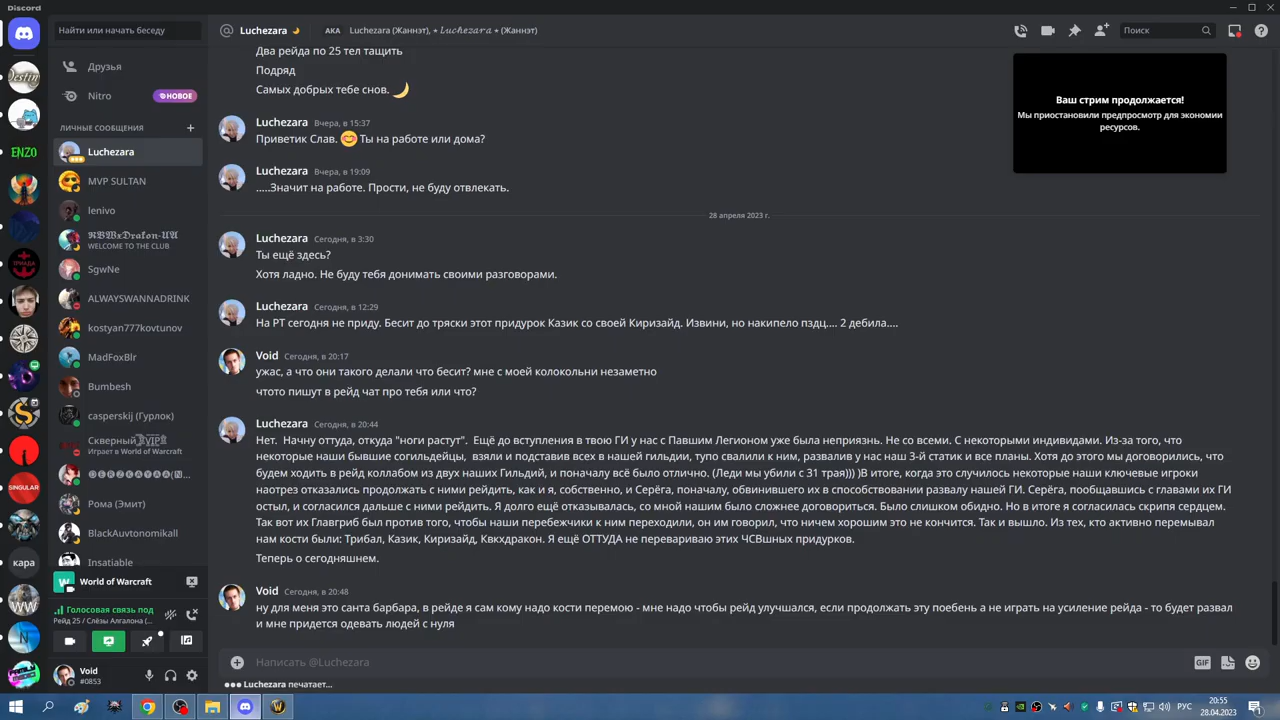 Discord
Найти или начать беседу
Друзья
Nitro
НОВОЕ
ЛИЧНЫЕ СООБЩЕНИЯ
Luchezara
MVP SULTAN
lenivo
WELCOME TO THE CLUB
SgwNe
ALWAYSWANNADRINK
kostyan777kovtunov
MadFoxBlr
Bumbesh
casperskij (Гурлок)
Скверный VIP
Играет в World of Warcraft
Рома (Эмит)
BlackAuvtonomikall
Insatiable
World of Warcraft
Голосовая связь под
Рейд 25 / Слёзы Алгалона (...
Void
#0853
Destin
ENZO
ТРИАДА
SINGULAR
кара
WW
Luchezara
AKA Luchezara (Жаннэт), ⋆ 𝓛𝓾𝓬𝓱𝓮𝔃𝓪𝓻𝓪 ⋆ (Жаннэт)
Поиск
Ваш стрим продолжается!
Мы приостановили предпросмотр для экономии
ресурсов.
Два рейда по 25 тел тащить
Подряд
Самых добрых тебе снов. 🌙
Luchezara Вчера, в 15:37
Приветик Слав. 😊 Ты на работе или дома?
Luchezara Вчера, в 19:09
.....Значит на работе. Прости, не буду отвлекать.
28 апреля 2023 г.
Luchezara Сегодня, в 3:30
Ты ещё здесь?
Хотя ладно. Не буду тебя донимать своими разговорами.
Luchezara Сегодня, в 12:29
На РТ сегодня не приду. Бесит до тряски этот придурок Казик со своей Киризайд. Извини, но накипело пздц.... 2 дебила....
Void Сегодня, в 20:17
ужас, а что они такого делали что бесит? мне с моей колокольни незаметно
чтото пишут в рейд чат про тебя или что?
Luchezara Сегодня, в 20:44
Нет. Начну оттуда, откуда "ноги растут". Ещё до вступления в твою ГИ у нас с Павшим Легионом уже была неприязнь. Не со всеми. С некоторыми индивидами. Из-за того, что
некоторые наши бывшие согильдейцы, взяли и подставив всех в нашей гильдии, тупо свалили к ним, развалив у нас наш 3-й статик и все планы. Хотя до этого мы договорились, что
будем ходить в рейд коллабом из двух наших Гильдий, и поначалу всё было отлично. (Леди мы убили с 31 трая))) )В итоге, когда это случилось некоторые наши ключевые игроки
наотрез отказались продолжать с ними рейдить, как и я, собственно, и Серёга, поначалу, обвинившего их в способствовании развалу нашей ГИ. Серёга, пообщавшись с главами их ГИ
остыл, и согласился дальше с ними рейдить. Я долго ещё отказывалась, со мной нашим было сложнее договориться. Было слишком обидно. Но в итоге я согласилась скрипя сердцем.
Так вот их Главгриб был против того, чтобы наши перебежчики к ним переходили, он им говорил, что ничем хорошим это не кончится. Так и вышло. Из тех, кто активно перемывал
нам кости были: Трибал, Казик, Киризайд, Квкхдракон. Я ещё ОТТУДА не перевариваю этих ЧСВшных придурков.
Теперь о сегодняшнем.
Void Сегодня, в 20:48
ну для меня это санта барбара, в рейде я сам кому надо кости перемою - мне надо чтобы рейд улучшался, если продолжать эту поебень а не играть на усиление рейда - то будет развал
и мне придется одевать людей с нуля
Написать @Luchezara
GIF
Luchezara печатает...
РУС
20:55
28.04.2023